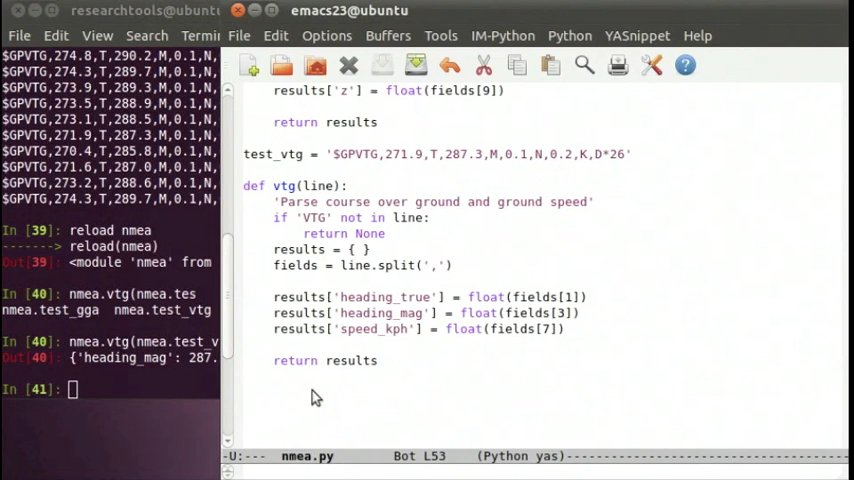 researchtools@ubuntu
File Edit View Search Termin
$GPVTG,274.8,T,290.2,M,0.1,N,
$GPVTG,274.3,T,289.7,M,0.1,N,
$GPVTG,273.9,T,289.3,M,0.1,N,
$GPVTG,273.5,T,288.9,M,0.1,N,
$GPVTG,273.1,T,288.5,M,0.1,N,
$GPVTG,271.9,T,287.3,M,0.1,N,
$GPVTG,270.4,T,285.8,M,0.1,N,
$GPVTG,271.6,T,287.0,M,0.1,N,
$GPVTG,273.2,T,288.6,M,0.1,N,
$GPVTG,274.3,T,289.7,M,0.1,N,
In [39]: reload nmea
-------> reload(nmea)
Out[39]: <module 'nmea' from
In [40]: nmea.vtg(nmea.tes
nmea.test_gga nmea.test_vtg
In [40]: nmea.vtg(nmea.test_v
Out[40]: {'heading_mag': 287.
In [41]:
emacs23@ubuntu
File Edit Options Buffers Tools IM-Python Python YASnippet Help
results['z'] = float(fields[9])
return results
test_vtg = '$GPVTG,271.9,T,287.3,M,0.1,N,0.2,K,D*26'
def vtg(line):
'Parse course over ground and ground speed'
if 'VTG' not in line:
return None
results = { }
fields = line.split(',')
results['heading_true'] = float(fields[1])
results['heading_mag'] = float(fields[3])
results['speed_kph'] = float(fields[7])
return results
-U:--- nmea.py Bot L53 (Python yas)------------------------------------